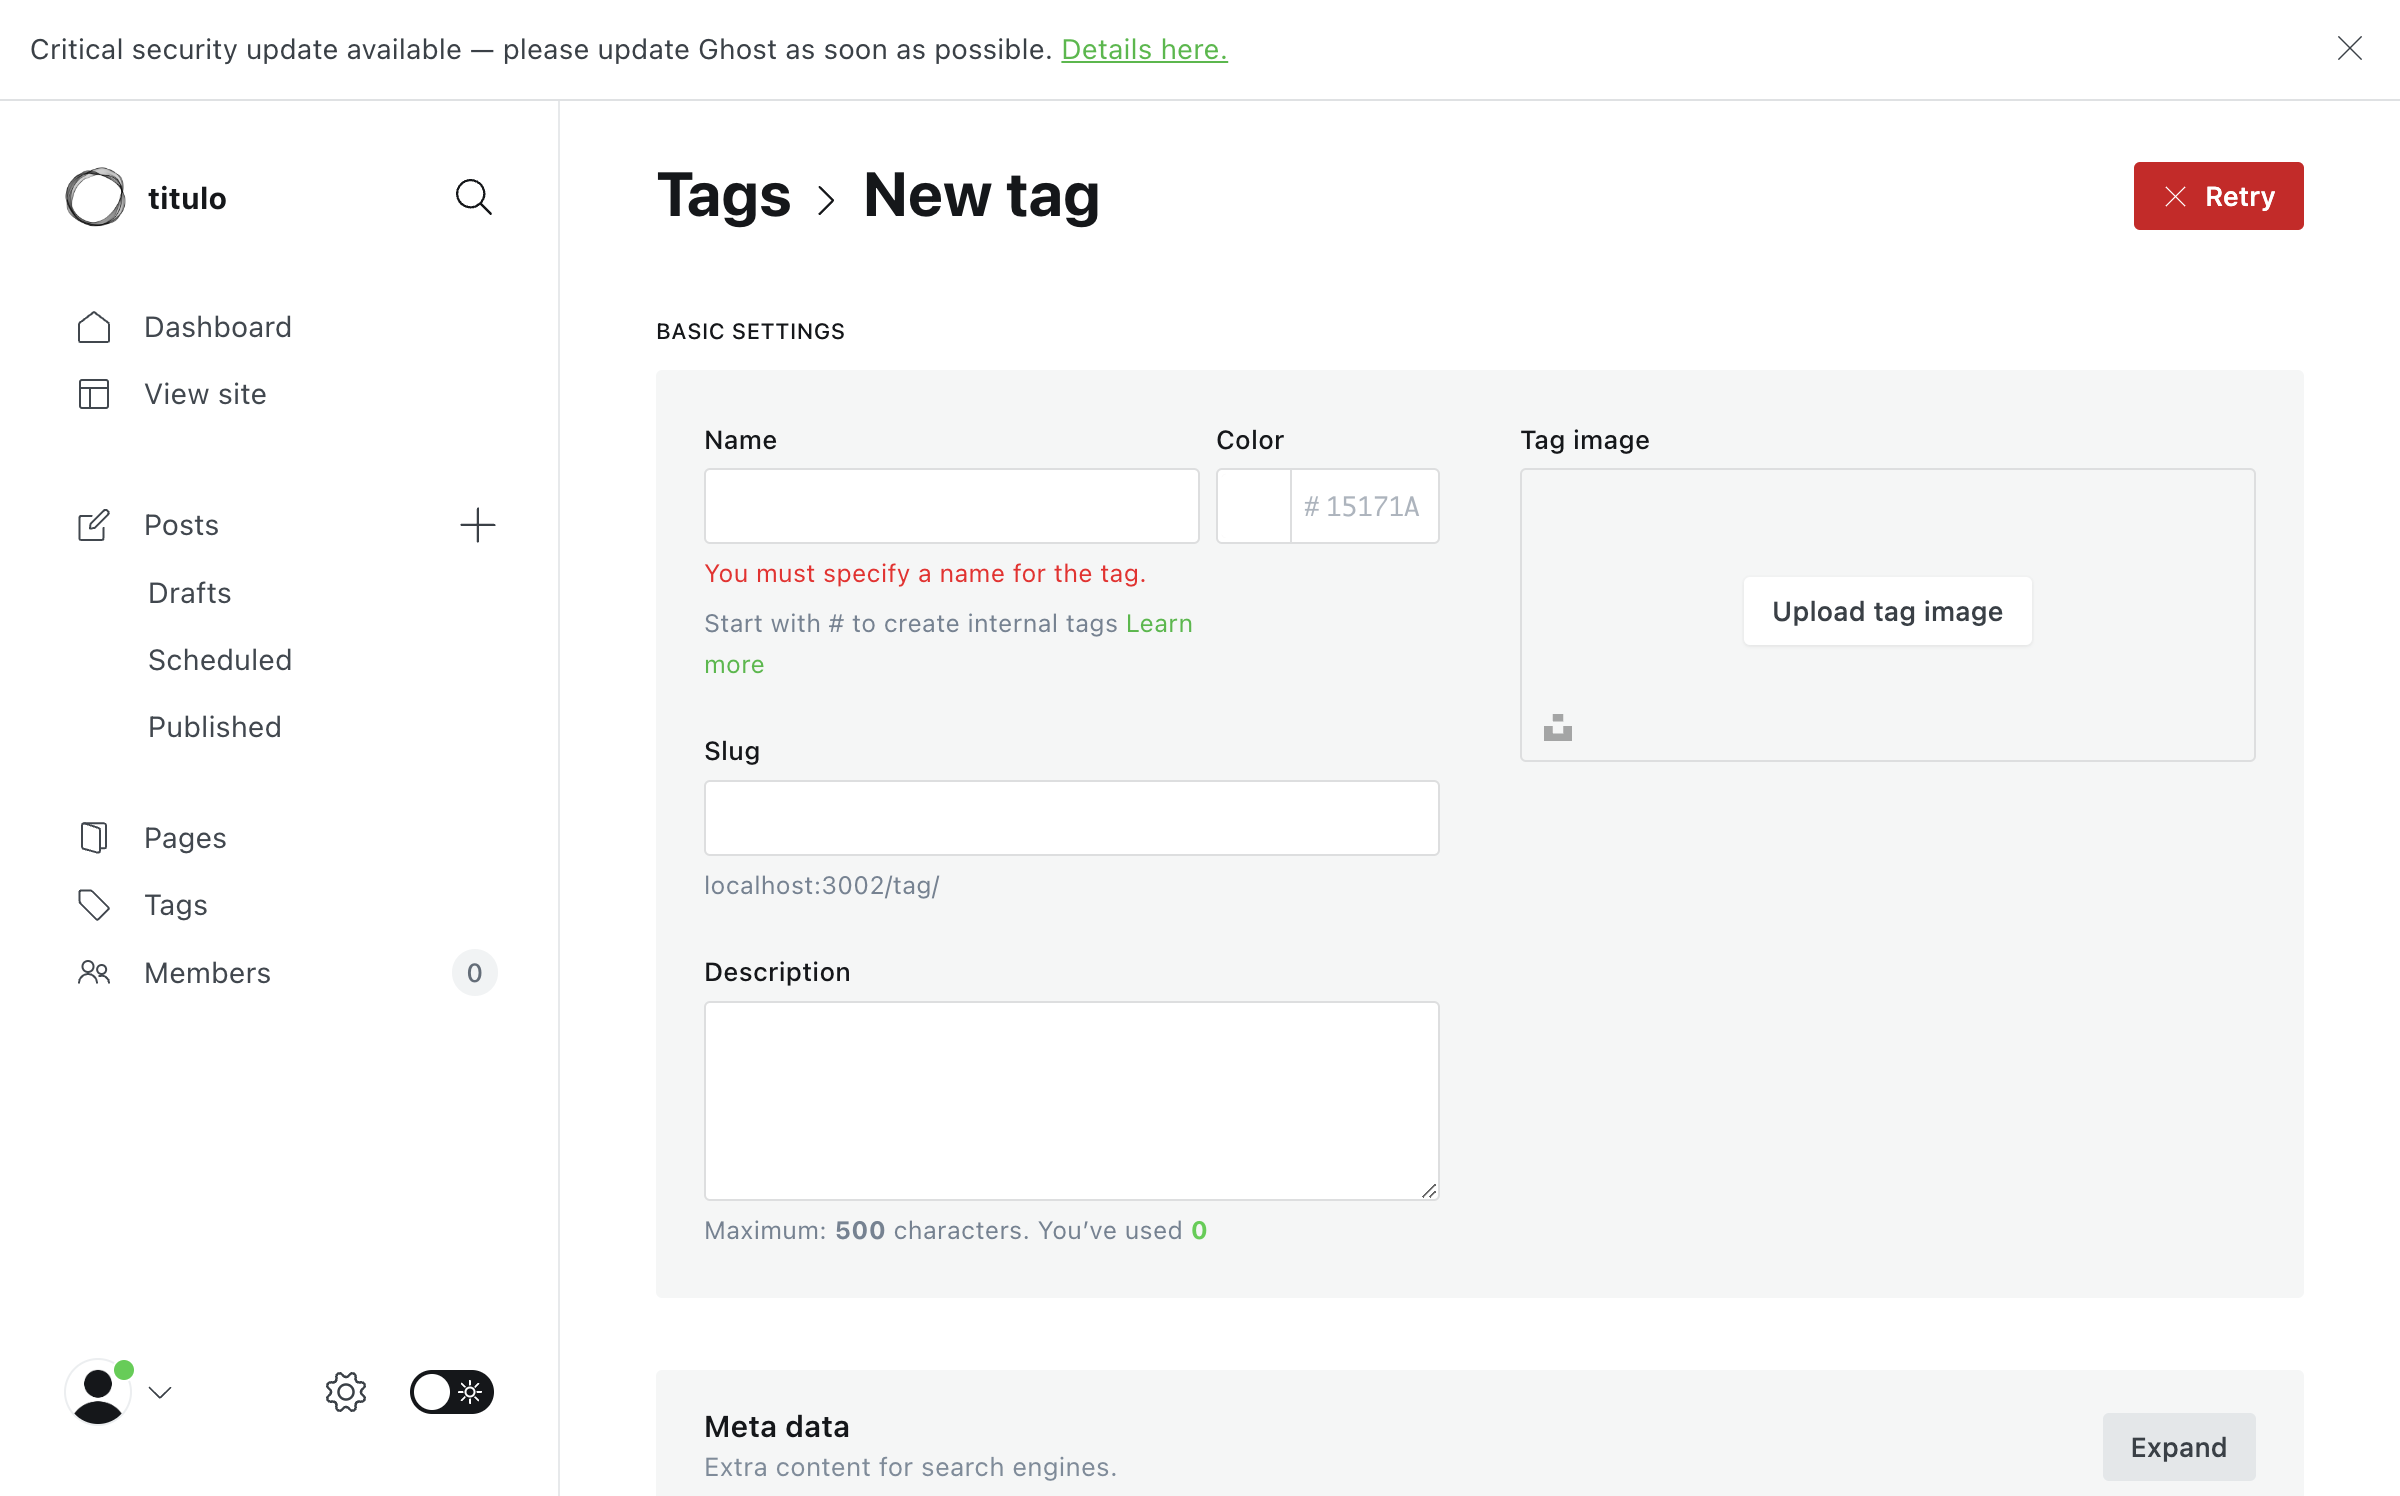 Critical security update available — please update Ghost as soon as possible. Details here.
titulo
Dashboard
View site
Posts
Drafts
Scheduled
Published
Pages
Tags
Members 0
Tags > New tag
Retry
BASIC SETTINGS
Name
Color
# 15171A
You must specify a name for the tag.
Start with # to create internal tags Learn
more
Slug
localhost:3002/tag/
Description
Maximum: 500 characters. You’ve used 0
Tag image
Upload tag image
Meta data
Extra content for search engines.
Expand